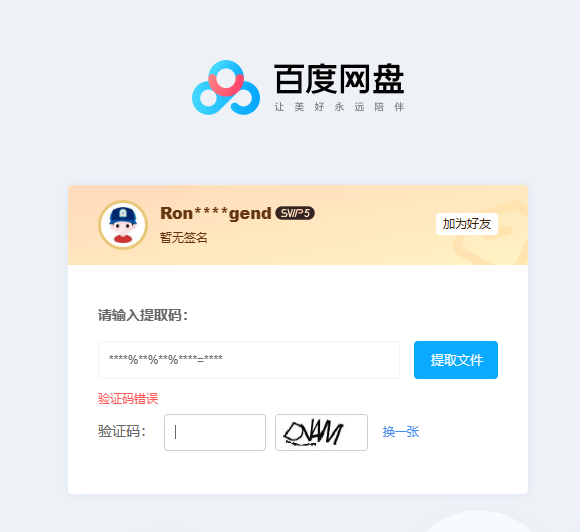 百度网盘
让美好永远陪伴
Ron****gend SVIP5
暂无签名
加为好友
请输入提取码：
****%**%**%****=****
提取文件
验证码错误
验证码：
换一张